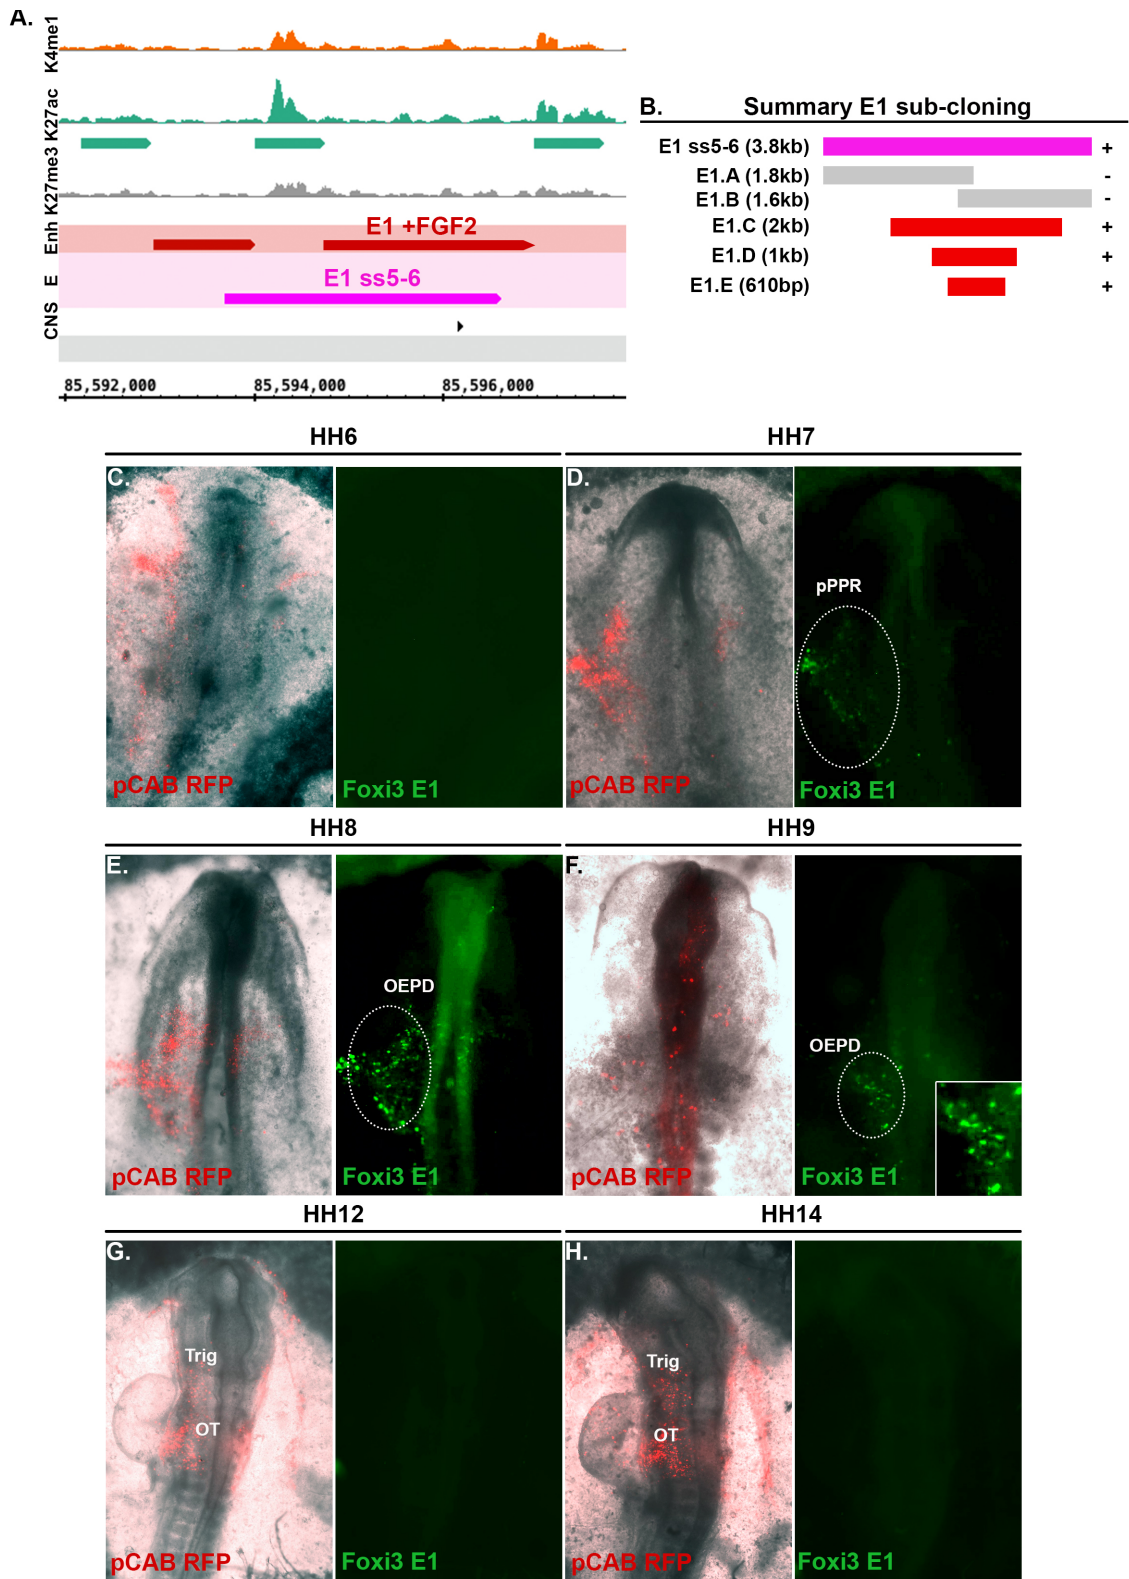 A.
K4me1
K27ac
K27me3
Enh
E
CNS
E1 +FGF2
E1 ss5-6
85,592,000 85,594,000 85,596,000
B. Summary E1 sub-cloning
E1 ss5-6 (3.8kb) +
E1.A (1.8kb) -
E1.B (1.6kb) -
E1.C (2kb) +
E1.D (1kb) +
E1.E (610bp) +
HH6 HH7
C. D.
pPPR
pCAB RFP Foxi3 E1 pCAB RFP Foxi3 E1
HH8 HH9
E. F.
OEPD
OEPD
pCAB RFP Foxi3 E1 pCAB RFP Foxi3 E1
HH12 HH14
G. H.
Trig Trig
OT OT
pCAB RFP Foxi3 E1 pCAB RFP Foxi3 E1